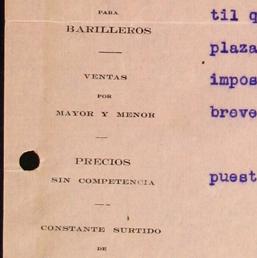 PARA
BARILLEROS
VENTAS
POR
MAYOR Y MENOR
PRECIOS
SIN COMPETENCIA
CONSTANTE SURTIDO
DE
til q
plaza
impos
breve
puest